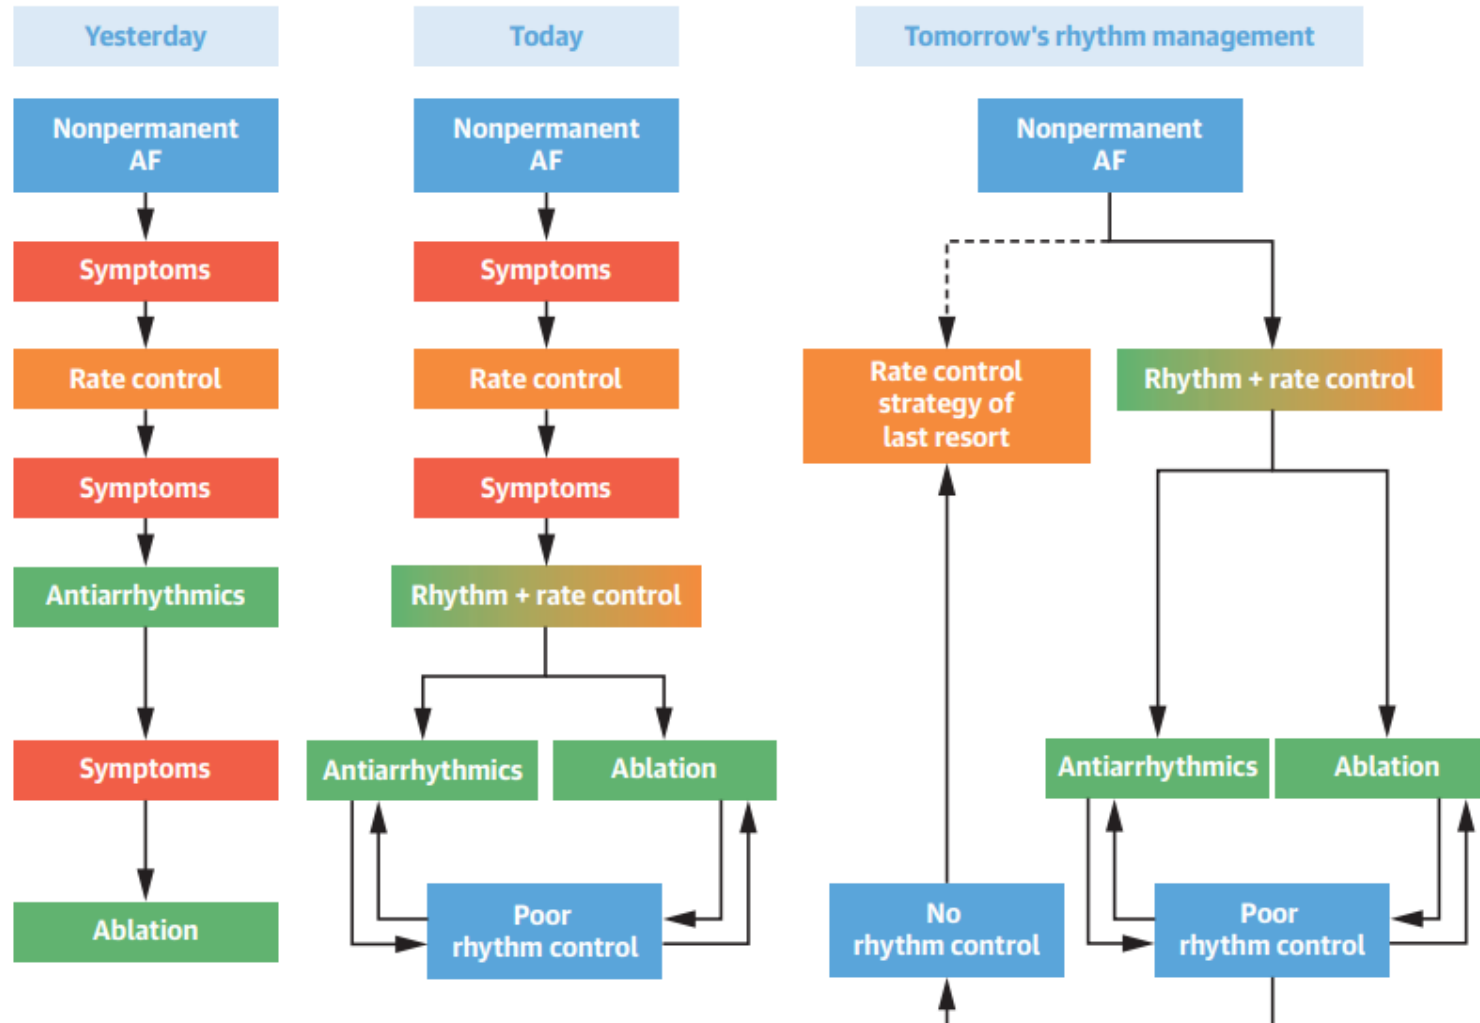 Yesterday
Today
Tomorrow's rhythm management
Nonpermanent
AF
Nonpermanent
AF
Nonpermanent
AF
Symptoms
Symptoms
Rate control
Rate control
Rate control
strategy of
last resort
Rhythm + rate control
Symptoms
Symptoms
Antiarrhythmics
Rhythm + rate control
Symptoms
Antiarrhythmics
Ablation
Antiarrhythmics
Ablation
Ablation
Poor
rhythm control
No
rhythm control
Poor
rhythm control